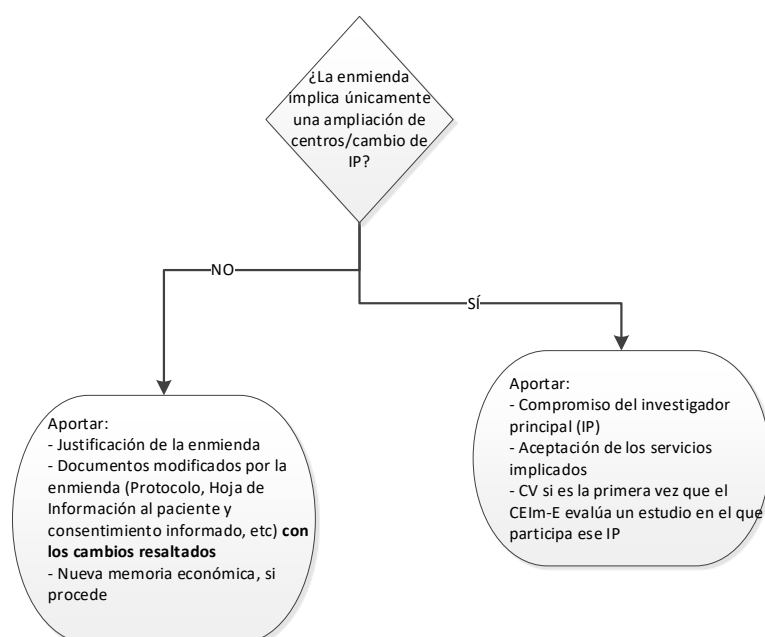 ¿La enmienda
implica únicamente
una ampliación de
centros/cambio de
IP?
NO
SÍ
Aportar:
- Justificación de la enmienda
- Documentos modificados por la
enmienda (Protocolo, Hoja de
Información al paciente y
consentimiento informado, etc) con
los cambios resaltados
- Nueva memoria económica, si
procede
Aportar:
- Compromiso del investigador
principal (IP)
- Aceptación de los servicios
implicados
- CV si es la primera vez que el
CEIm-E evalúa un estudio en el que
participa ese IP